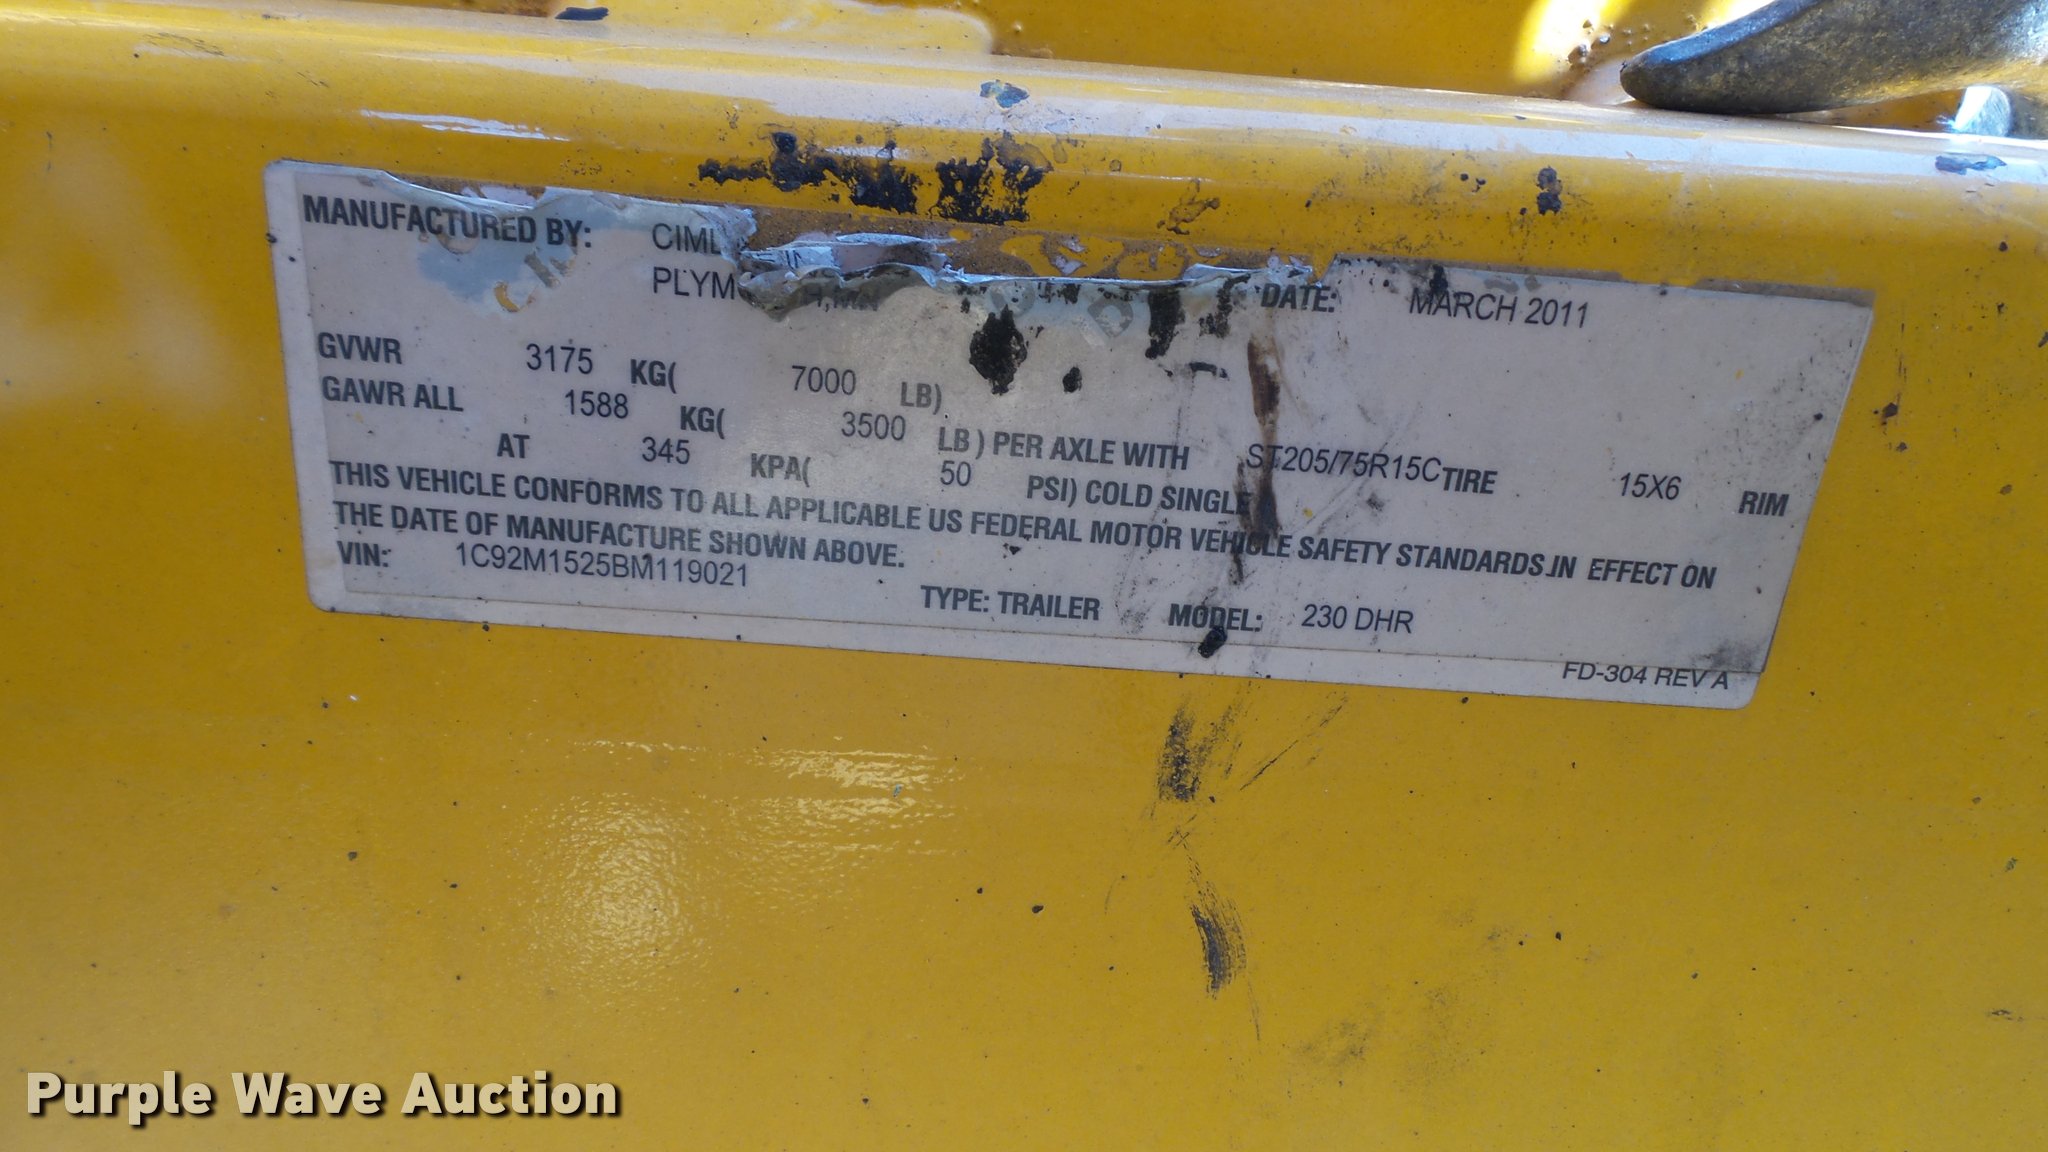 MANUFACTURED BY: CIML
PLYM H,MN DATE: MARCH 2011
GVWR 3175 KG( 7000 LB)
GAWR ALL 1588 KG( 3500 LB) PER AXLE WITH ST205/75R15C TIRE 15X6 RIM
AT 345 KPA( 50 PSI) COLD SINGLE
THIS VEHICLE CONFORMS TO ALL APPLICABLE US FEDERAL MOTOR VEHICLE SAFETY STANDARDS IN EFFECT ON
THE DATE OF MANUFACTURE SHOWN ABOVE.
VIN: 1C92M1525BM119021 TYPE: TRAILER MODEL: 230 DHR
FD-304 REV A
Purple Wave Auction